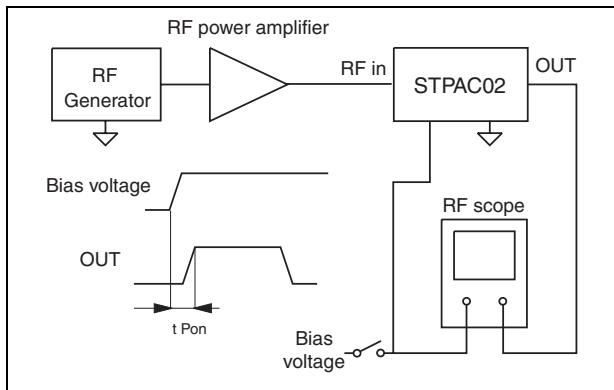 RF power amplifier
RF
Generator
RF in
STPAC02
OUT
Bias voltage
RF scope
OUT
t Pon
Bias
voltage